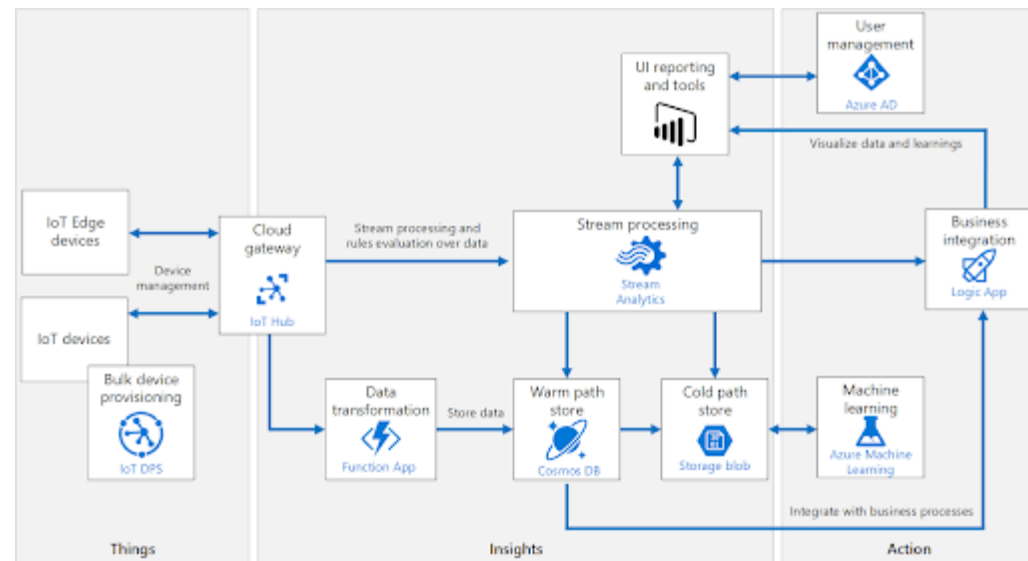 User
management
Azure AD
UI reporting
and tools
Visualize data and learnings
IoT Edge
devices
Cloud
gateway
IoT Hub
Stream processing and
rules evaluation over data
Stream processing
Stream
Analytics
Business
integration
Logic App
Device
management
IoT devices
Bulk device
provisioning
IoT DPS
Data
transformation
Function App
Store data
Warm path
store
Cosmos DB
Cold path
store
Storage blob
Machine
learning
Azure Machine
Learning
Integrate with business processes
Things
Insights
Action